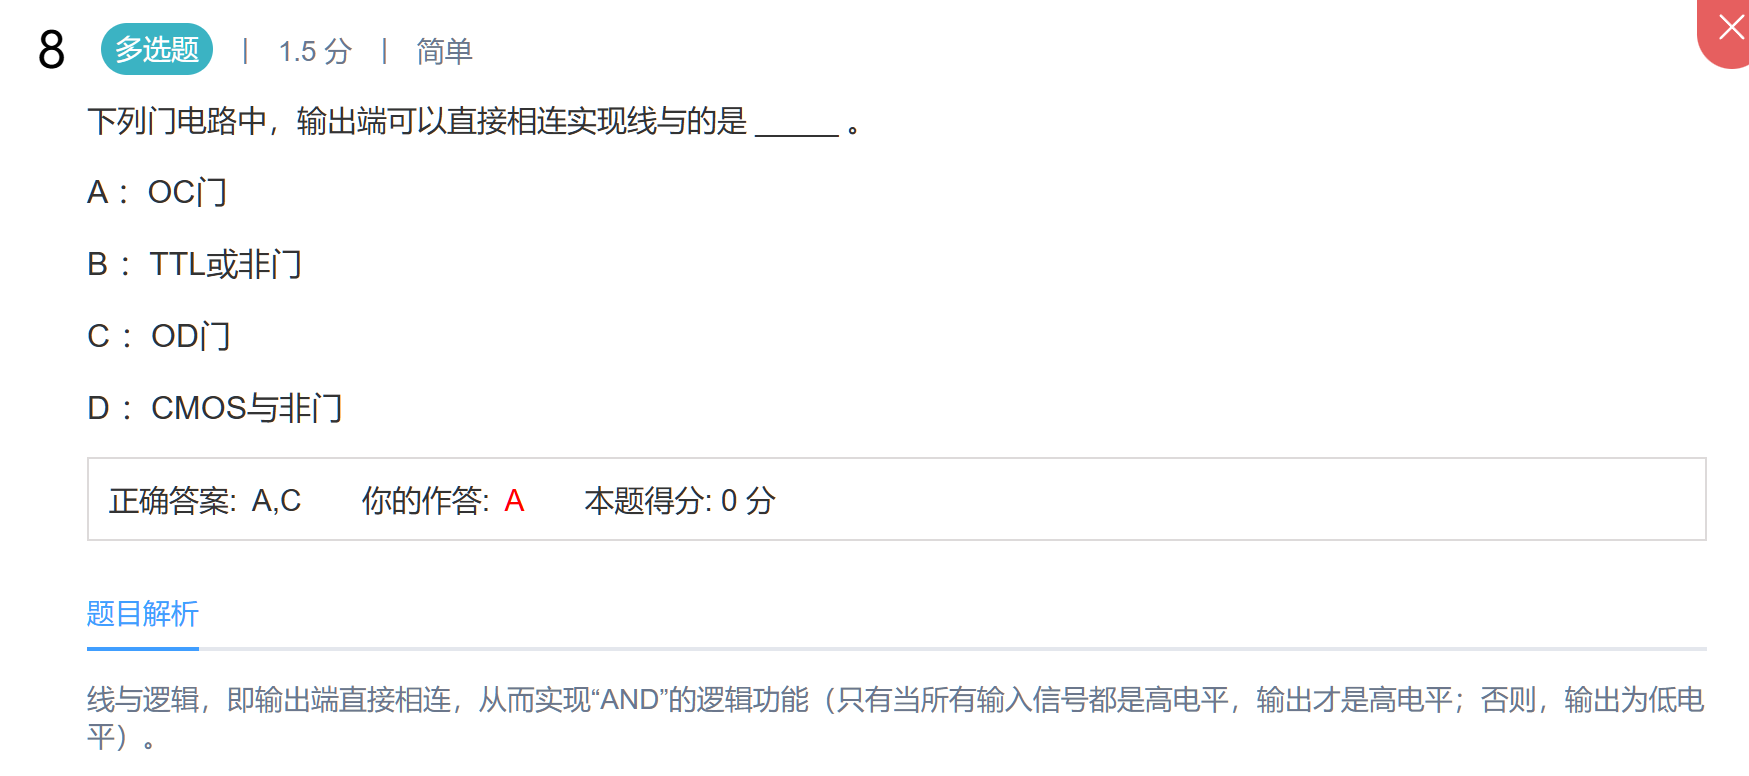 8 多选题 | 1.5 分 | 简单
下列门电路中，输出端可以直接相连实现线与的是 ______ 。
A： OC门
B： TTL或非门
C： OD门
D： CMOS与非门
正确答案: A,C 你的作答: A 本题得分: 0 分
题目解析
线与逻辑，即输出端直接相连，从而实现“AND”的逻辑功能（只有当所有输入信号都是高电平，输出才是高电平；否则，输出为低电
平）。